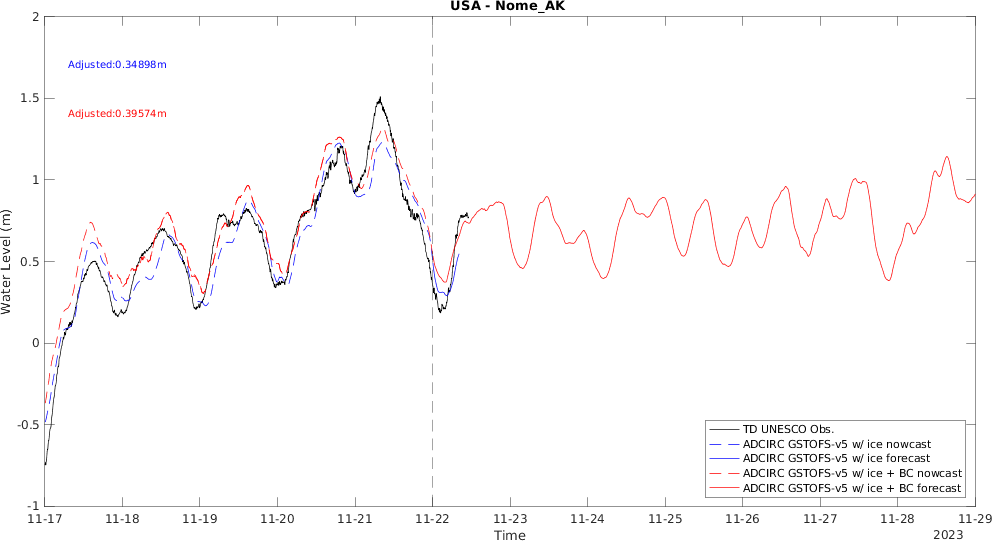 USA - Nome_AK
2
1.5
1
0.5
0
-0.5
-1
Water Level (m)
Adjusted:0.34898m
Adjusted:0.39574m
TD UNESCO Obs.
ADCIRC GSTOFS-v5 w/ ice nowcast
ADCIRC GSTOFS-v5 w/ ice forecast
ADCIRC GSTOFS-v5 w/ ice + BC nowcast
ADCIRC GSTOFS-v5 w/ ice + BC forecast
11-17 11-18 11-19 11-20 11-21 11-22 11-23 11-24 11-25 11-26 11-27 11-28 11-29
Time
2023